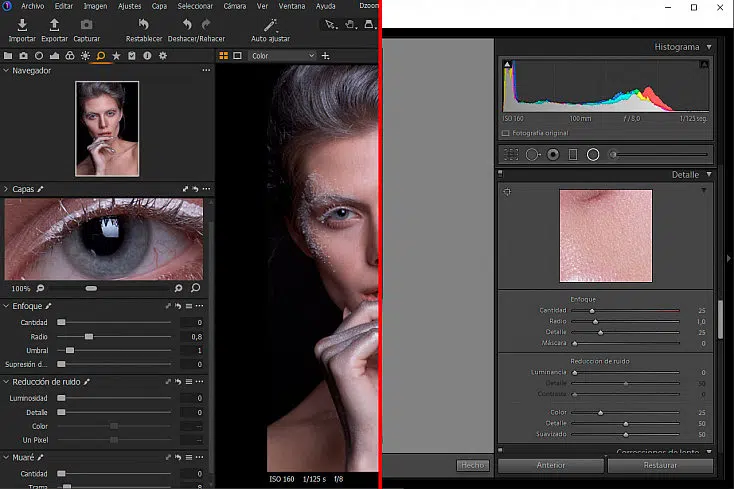 Archivo Editar Imagen Ajustes Capa Seleccionar Cámara Ver Ventana Ayuda Dzoom
Importar Exportar Capturar Restablecer Deshacer/Rehacer Auto ajustar
Color
Navegador
Capas
100%
Enfoque
Cantidad 0
Radio 0,8
Umbral 1
Supresión d... 0
Reducción de ruido
Luminosidad 0
Detalle 0
Color
Un Pixel
Muaré
Cantidad 0
Trama 8
ISO 160 1/125 s f/8
Histograma
ISO 160 100 mm f / 8,0 1/125 seg.
Fotografía original
Detalle
Enfoque
Cantidad 25
Radio 1,0
Detalle 25
Máscara 0
Reducción de ruido
Luminancia 0
Detalle 50
Contraste 0
Color 25
Detalle 50
Suavizado 50
Correcciones de lente
Hecho
Anterior Restaurar